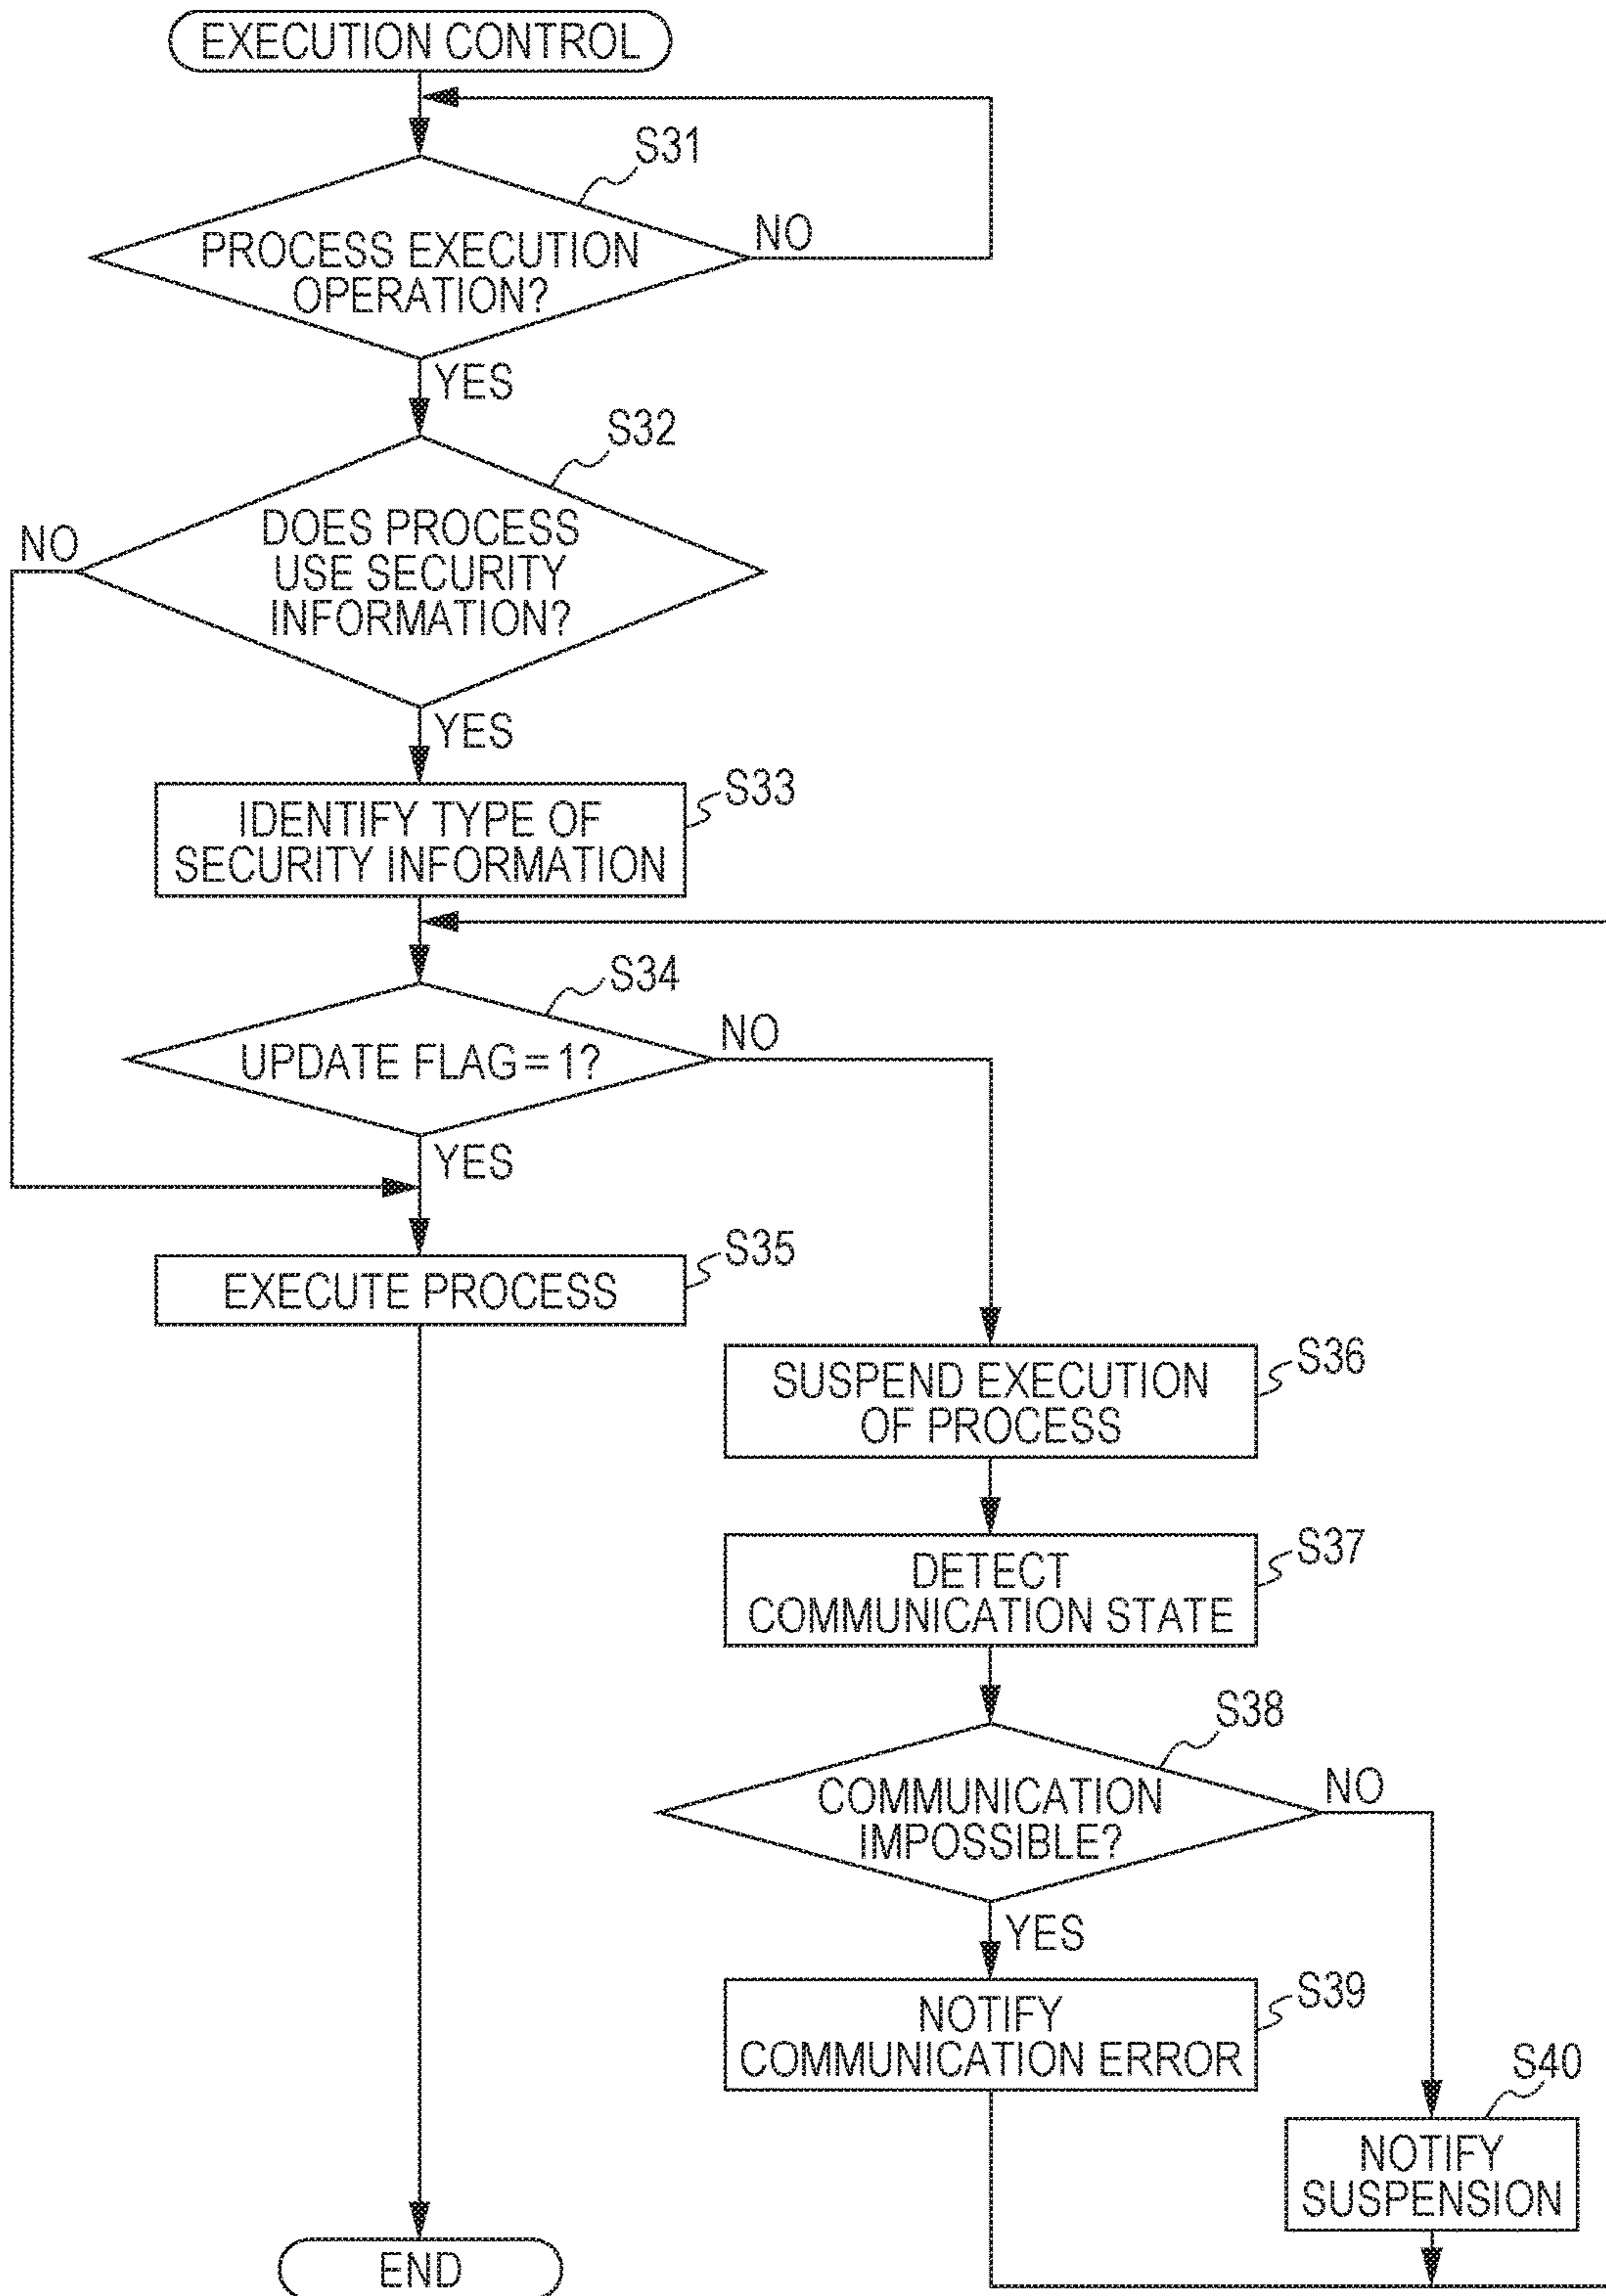 EXECUTION CONTROL
S31
PROCESS EXECUTION
OPERATION?
NO
YES
S32
DOES PROCESS
USE SECURITY
INFORMATION?
NO
YES
S33
IDENTIFY TYPE OF
SECURITY INFORMATION
S34
UPDATE FLAG = 1?
NO
YES
S35
EXECUTE PROCESS
S36
SUSPEND EXECUTION
OF PROCESS
S37
DETECT
COMMUNICATION STATE
S38
COMMUNICATION
IMPOSSIBLE?
NO
YES
S39
NOTIFY
COMMUNICATION ERROR
S40
NOTIFY
SUSPENSION
END